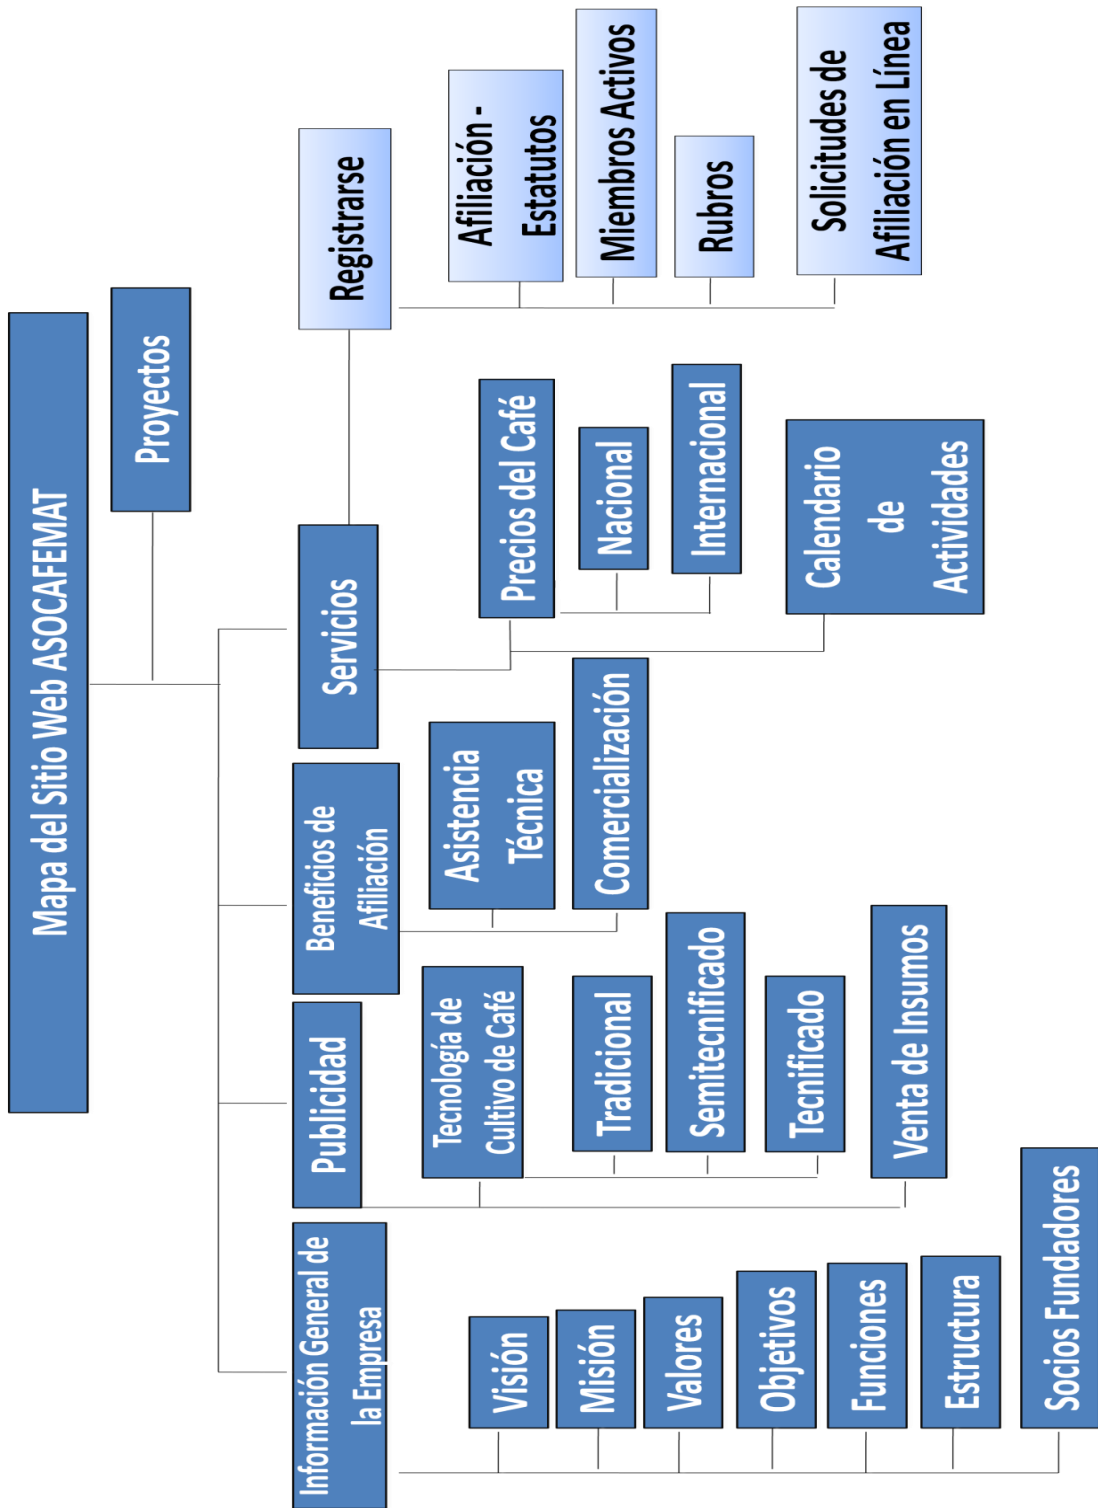 Mapa del Sitio Web ASOCAFEMAT
Proyectos
Información General de
la Empresa
Visión
Misión
Valores
Objetivos
Funciones
Estructura
Socios Fundadores
Publicidad
Tecnología de
Cultivo de Café
Tradicional
Semitecnificado
Tecnificado
Venta de Insumos
Beneficios de
Afiliación
Asistencia
Técnica
Comercialización
Servicios
Precios del Café
Nacional
Internacional
Calendario
de
Actividades
Registrarse
Afiliación -
Estatutos
Miembros Activos
Rubros
Solicitudes de
Afiliación en Línea